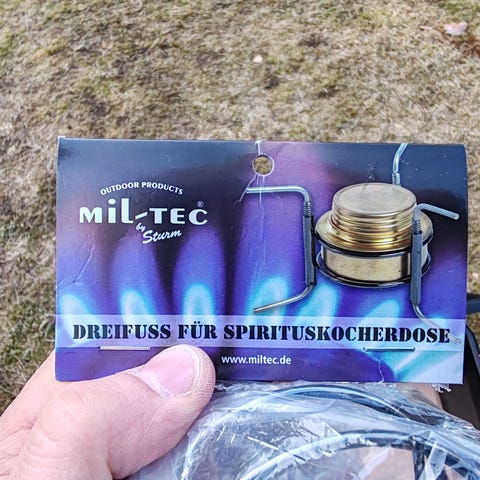 OUTDOOR PRODUCTS
MIL-TEC®
by Sturm
DREIFUSS FÜR SPIRITUSKOCHERDOSE
www.miltec.de